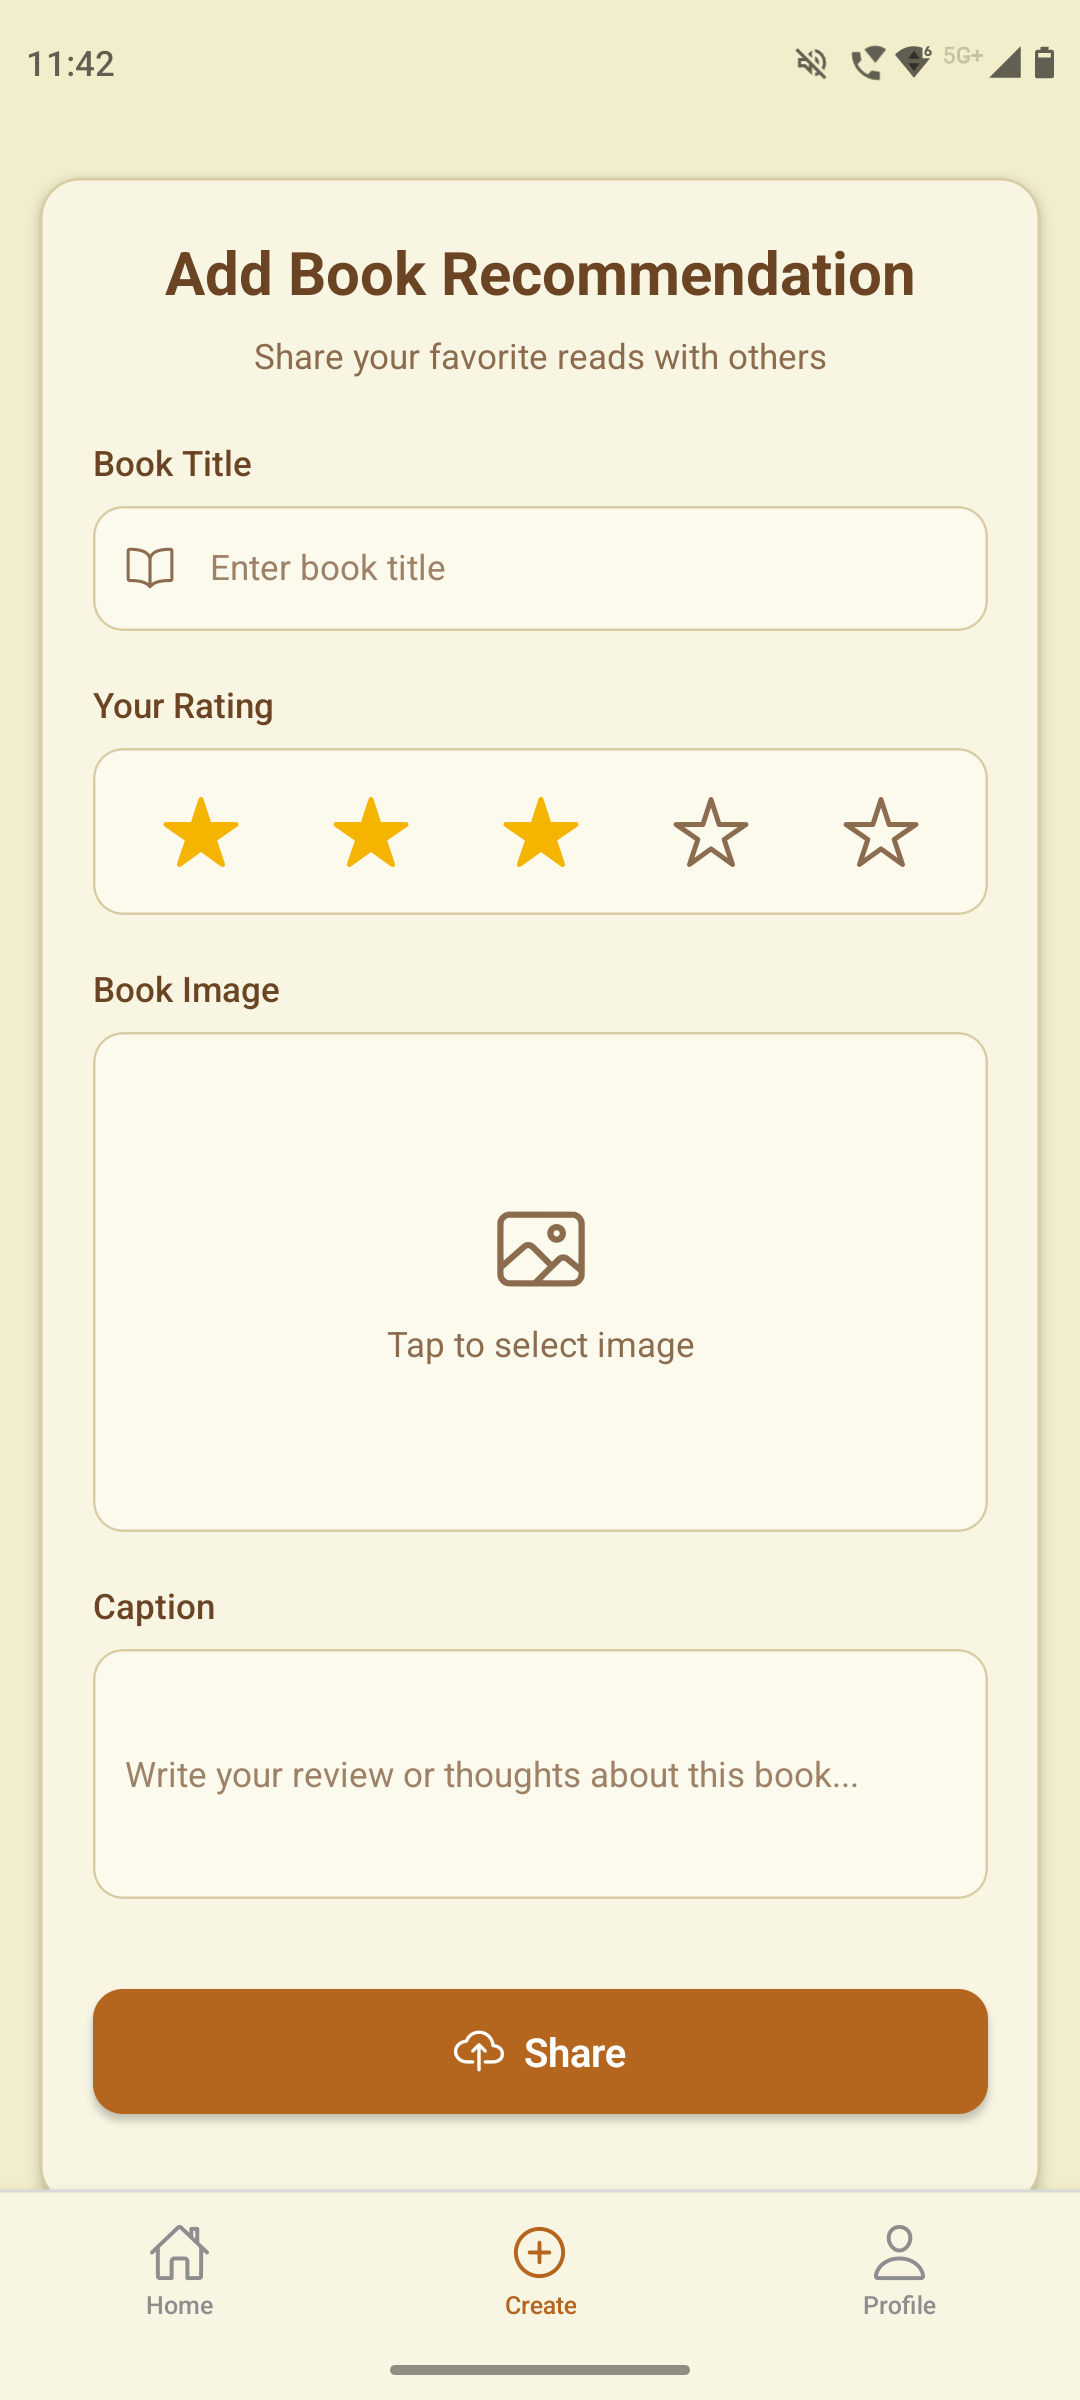 11:42
6
5G+
Add Book Recommendation
Share your favorite reads with others
Book Title
Enter book title
Your Rating
Book Image
Tap to select image
Caption
Write your review or thoughts about this book...
Share
Home
Create
Profile